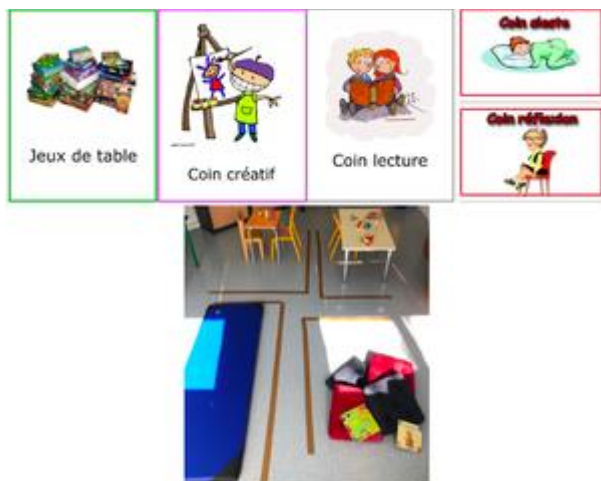 Jeux de table
Coin créatif
Coin lecture
Coin sieste
Coin réflexion